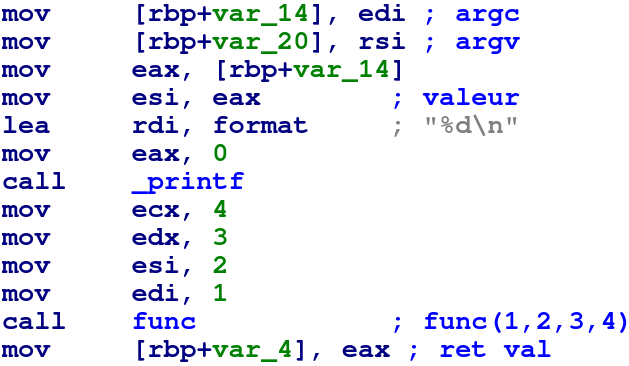 mov [rbp+var_14], edi ; argc
mov [rbp+var_20], rsi ; argv
mov eax, [rbp+var_14]
mov esi, eax ; valeur
lea rdi, format ; "%d\n"
mov eax, 0
call _printf
mov ecx, 4
mov edx, 3
mov esi, 2
mov edi, 1
call func ; func(1,2,3,4)
mov [rbp+var_4], eax ; ret val